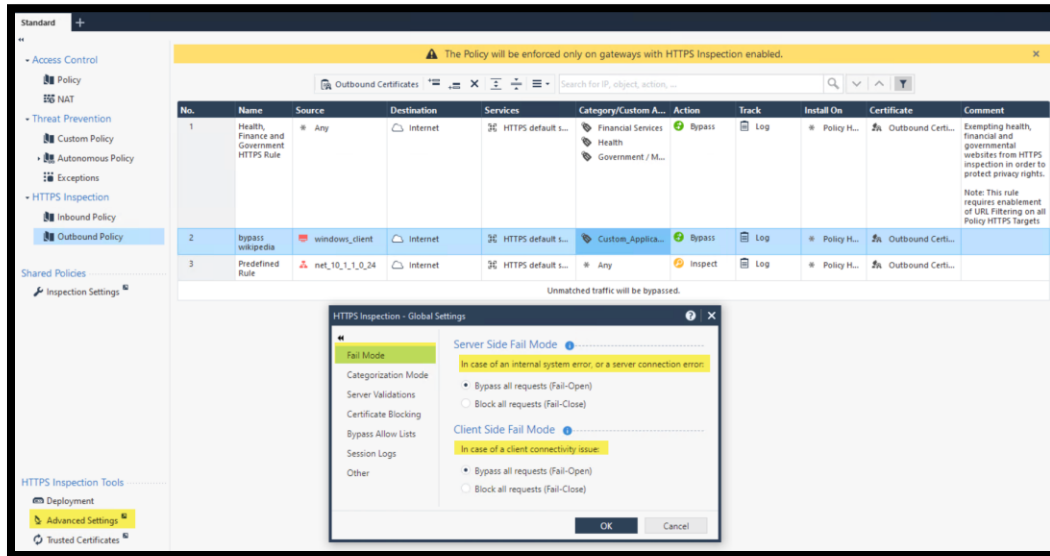 Standard
The Policy will be enforced only on gateways with HTTPS Inspection enabled.
Access Control
Policy
NAT
Threat Prevention
Custom Policy
Autonomous Policy
Exceptions
HTTPS Inspection
Inbound Policy
Outbound Policy
Shared Policies
Inspection Settings
HTTPS Inspection Tools
Deployment
Advanced Settings
Trusted Certificates
Outbound Certificates
Search for IP, object, action, ...
No. Name Source Destination Services Category/Custom A... Action Track Install On Certificate Comment
1 Health, Finance and Government HTTPS Rule * Any Internet HTTPS default s... Financial Services Bypass Log * Policy H... Outbound Certi...
Health
Government / M...
Exempting health,
financial and
governmental
websites from HTTPS
inspection in order to
protect privacy rights.
Note: This rule
requires enablement
of URL Filtering on all
Policy HTTPS Targets
2 bypass wikipedia windows_client Internet HTTPS default s... Custom_Applica... Bypass Log * Policy H... Outbound Certi...
3 Predefined Rule net_10_1_1_0_24 Internet HTTPS default s... * Any Inspect Log * Policy H... Outbound Certi...
Unmatched traffic will be bypassed.
HTTPS Inspection - Global Settings
Fail Mode
Categorization Mode
Server Validations
Certificate Blocking
Bypass Allow Lists
Session Logs
Other
Server Side Fail Mode
In case of an internal system error, or a server connection error:
Bypass all requests (Fail-Open)
Block all requests (Fail-Close)
Client Side Fail Mode
In case of a client connectivity issue:
Bypass all requests (Fail-Open)
Block all requests (Fail-Close)
OK Cancel